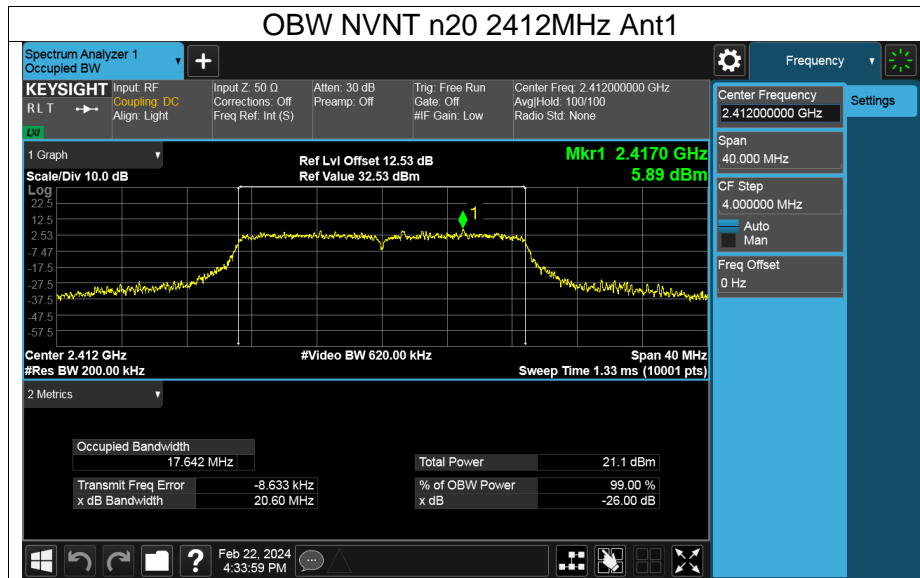 OBW NVNT n20 2412MHz Ant1
Spectrum Analyzer 1
Occupied BW
+
Frequency
KEYSIGHT
RLT
LXI
Input: RF
Coupling: DC
Align: Light
Input Z: 50 Ω
Corrections: Off
Freq Ref: Int (S)
Atten: 30 dB
Preamp: Off
Trig: Free Run
Gate: Off
#IF Gain: Low
Center Freq: 2.412000000 GHz
Avg|Hold: 100/100
Radio Std: None
Center Frequency
2.412000000 GHz
Settings
Span
40.000 MHz
CF Step
4.000000 MHz
Auto
Man
Freq Offset
0 Hz
1 Graph
Ref Lvl Offset 12.53 dB
Mkr1 2.4170 GHz
Scale/Div 10.0 dB
Ref Value 32.53 dBm
5.89 dBm
Log
22.5
12.5
2.53
-7.47
-17.5
-27.5
-37.5
-47.5
-57.5
1
Center 2.412 GHz
#Video BW 620.00 kHz
Span 40 MHz
#Res BW 200.00 kHz
Sweep Time 1.33 ms (10001 pts)
2 Metrics
Occupied Bandwidth
17.642 MHz
Total Power 21.1 dBm
Transmit Freq Error -8.633 kHz
% of OBW Power 99.00 %
x dB Bandwidth 20.60 MHz
x dB -26.00 dB
?
Feb 22, 2024
4:33:59 PM